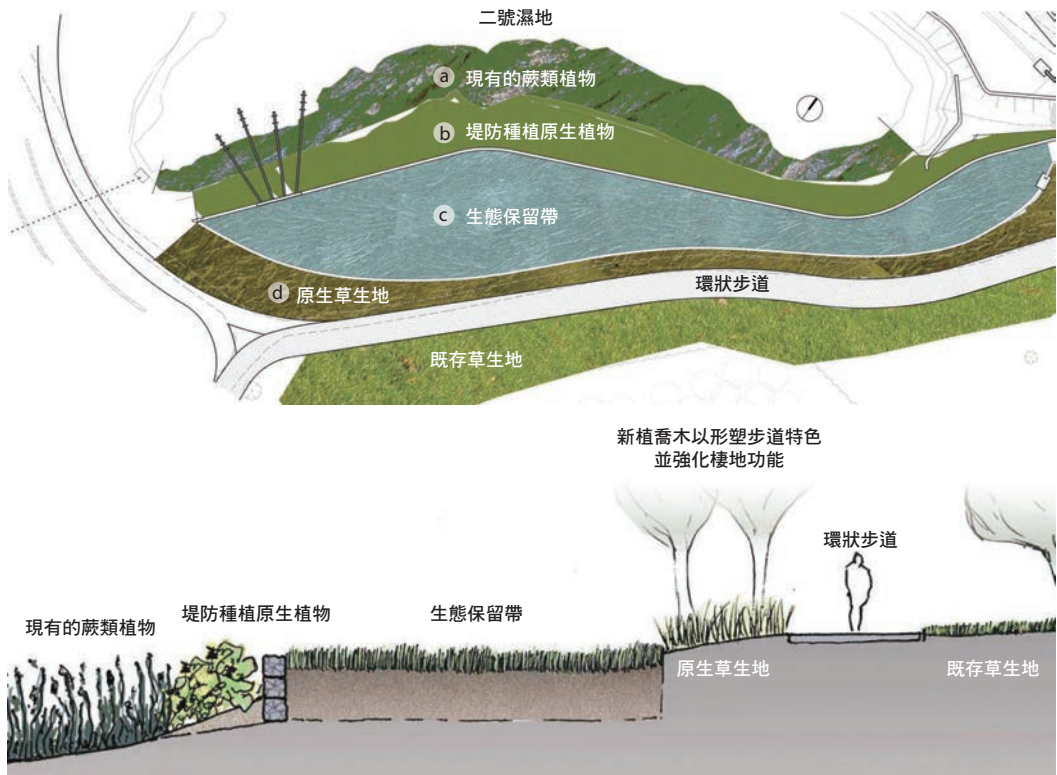 二號濕地
a 現有的蕨類植物
b 堤防種植原生植物
c 生態保留帶
環狀步道
d 原生草生地
既存草生地
新植喬木以形塑步道特色
並強化棲地功能
環狀步道
堤防種植原生植物
生態保留帶
現有的蕨類植物
原生草生地
既存草生地